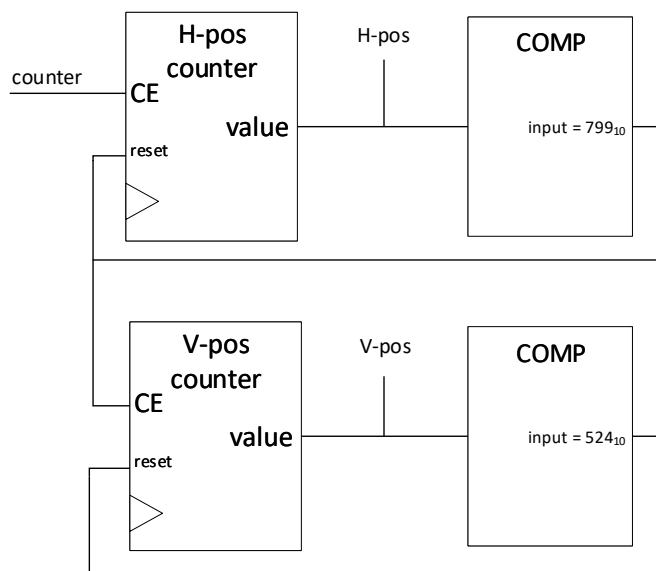 H-pos
counter
counter
CE
value
reset
H-pos
COMP
input = 799₁₀
V-pos
counter
CE
value
reset
V-pos
COMP
input = 524₁₀